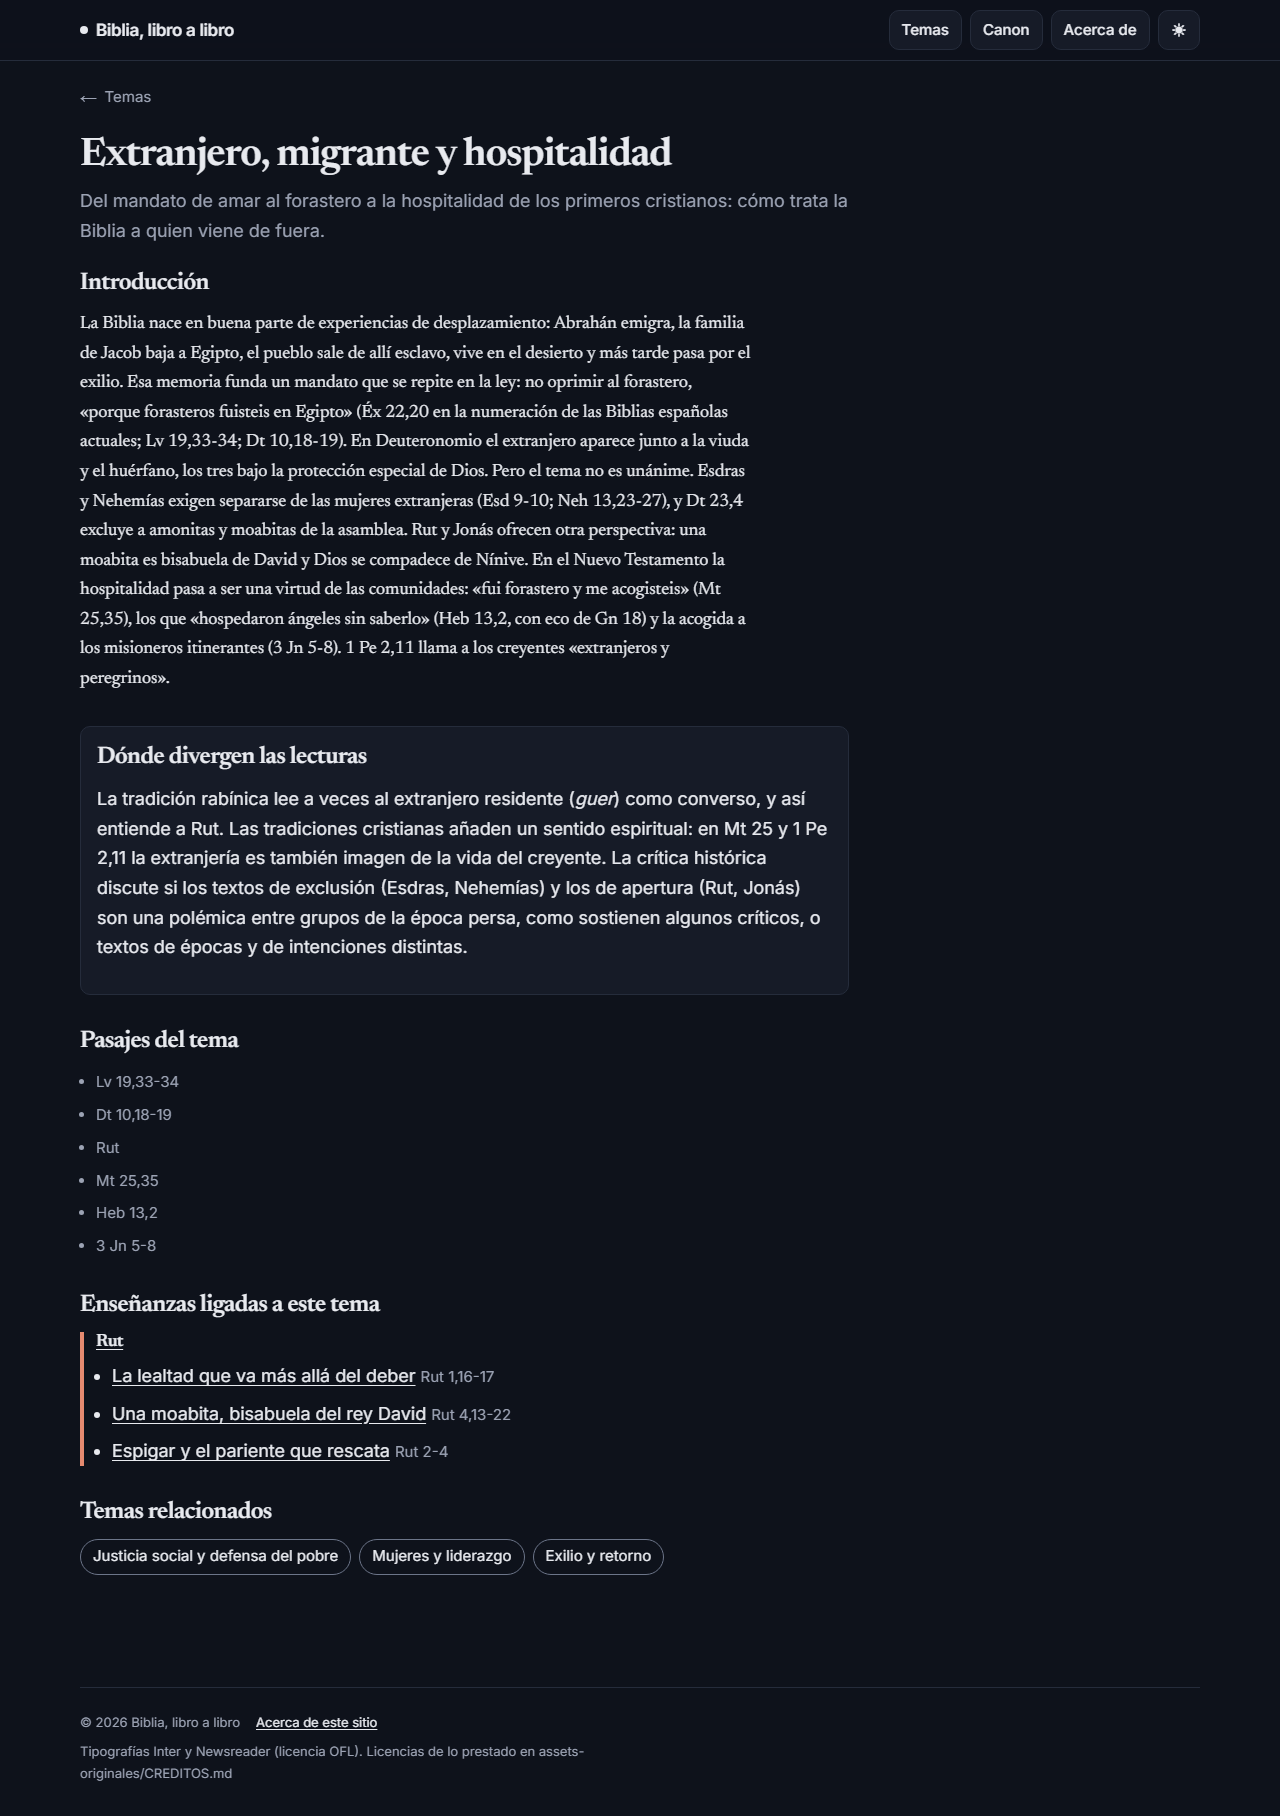 Biblia, libro a libro
Temas
Canon
Acerca de
← Temas
Extranjero, migrante y hospitalidad
Del mandato de amar al forastero a la hospitalidad de los primeros cristianos: cómo trata la
Biblia a quien viene de fuera.
Introducción
La Biblia nace en buena parte de experiencias de desplazamiento: Abrahán emigra, la familia
de Jacob baja a Egipto, el pueblo sale de allí esclavo, vive en el desierto y más tarde pasa por el
exilio. Esa memoria funda un mandato que se repite en la ley: no oprimir al forastero,
«porque forasteros fuisteis en Egipto» (Éx 22,20 en la numeración de las Biblias españolas
actuales; Lv 19,33-34; Dt 10,18-19). En Deuteronomio el extranjero aparece junto a la viuda
y el huérfano, los tres bajo la protección especial de Dios. Pero el tema no es unánime. Esdras
y Nehemías exigen separarse de las mujeres extranjeras (Esd 9-10; Neh 13,23-27), y Dt 23,4
excluye a amonitas y moabitas de la asamblea. Rut y Jonás ofrecen otra perspectiva: una
moabita es bisabuela de David y Dios se compadece de Nínive. En el Nuevo Testamento la
hospitalidad pasa a ser una virtud de las comunidades: «fui forastero y me acogisteis» (Mt
25,35), los que «hospedaron ángeles sin saberlo» (Heb 13,2, con eco de Gn 18) y la acogida a
los misioneros itinerantes (3 Jn 5-8). 1 Pe 2,11 llama a los creyentes «extranjeros y
peregrinos».
Dónde divergen las lecturas
La tradición rabínica lee a veces al extranjero residente (guer) como converso, y así
entiende a Rut. Las tradiciones cristianas añaden un sentido espiritual: en Mt 25 y 1 Pe
2,11 la extranjería es también imagen de la vida del creyente. La crítica histórica
discute si los textos de exclusión (Esdras, Nehemías) y los de apertura (Rut, Jonás)
son una polémica entre grupos de la época persa, como sostienen algunos críticos, o
textos de épocas y de intenciones distintas.
Pasajes del tema
• Lv 19,33-34
• Dt 10,18-19
• Rut
• Mt 25,35
• Heb 13,2
• 3 Jn 5-8
Enseñanzas ligadas a este tema
Rut
• La lealtad que va más allá del deber Rut 1,16-17
• Una moabita, bisabuela del rey David Rut 4,13-22
• Espigar y el pariente que rescata Rut 2-4
Temas relacionados
Justicia social y defensa del pobre
Mujeres y liderazgo
Exilio y retorno
© 2026 Biblia, libro a libro Acerca de este sitio
Tipografías Inter y Newsreader (licencia OFL). Licencias de lo prestado en assets-
originales/CREDITOS.md